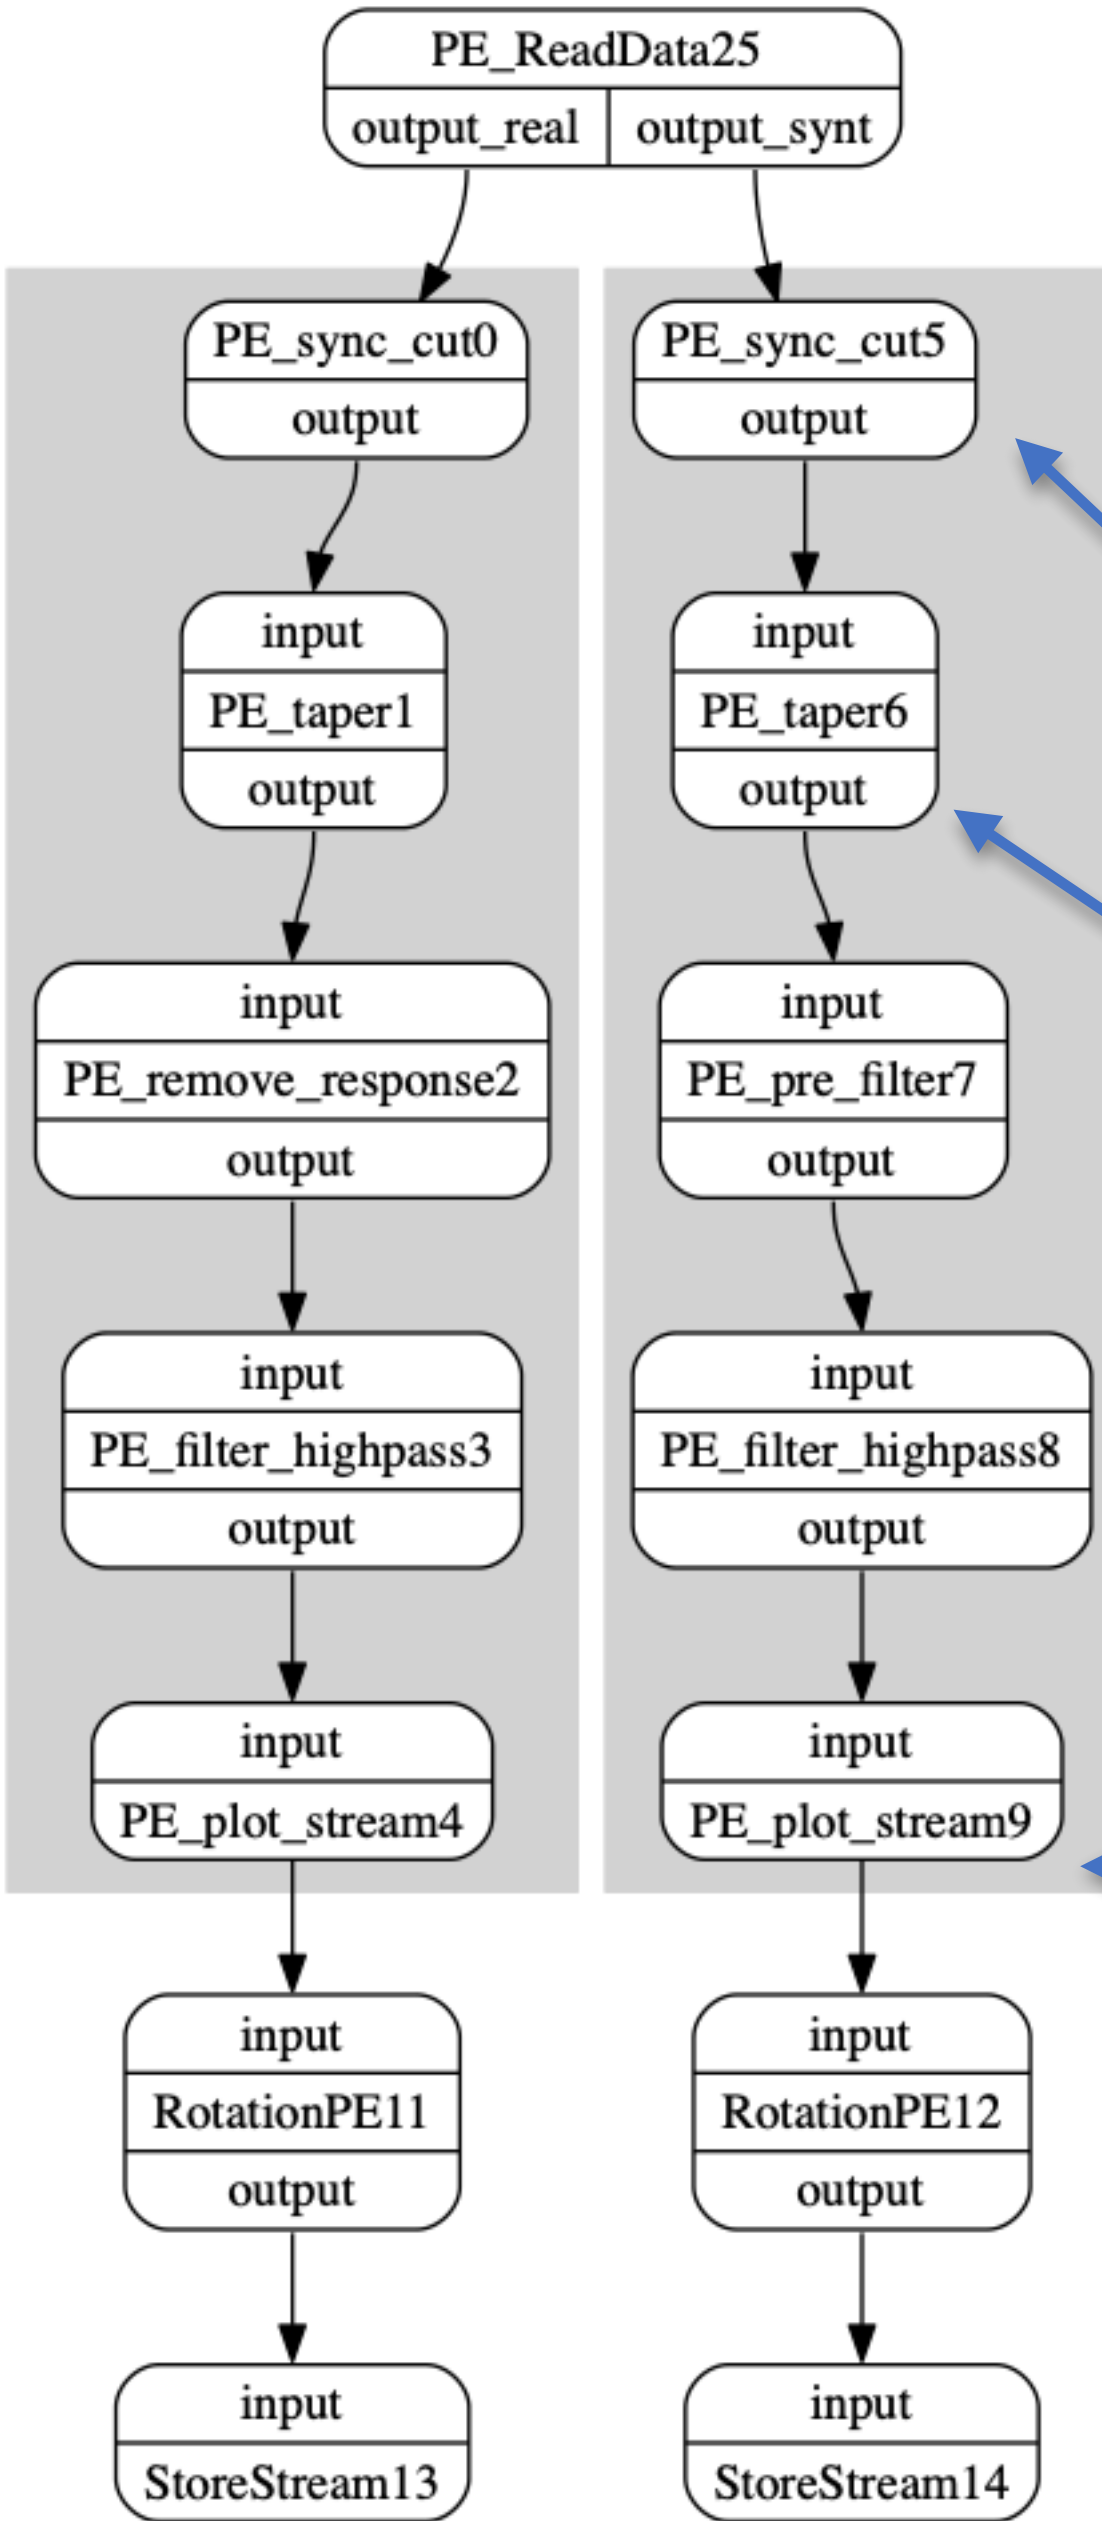 PE_ReadData25
output_real
output_synt
PE_sync_cut0
output
input
PE_taper1
output
input
PE_remove_response2
output
input
PE_filter_highpass3
output
input
PE_plot_stream4
input
RotationPE11
output
input
StoreStream13
PE_sync_cut5
output
input
PE_taper6
output
input
PE_pre_filter7
output
input
PE_filter_highpass8
output
input
PE_plot_stream9
input
RotationPE12
output
input
StoreStream14